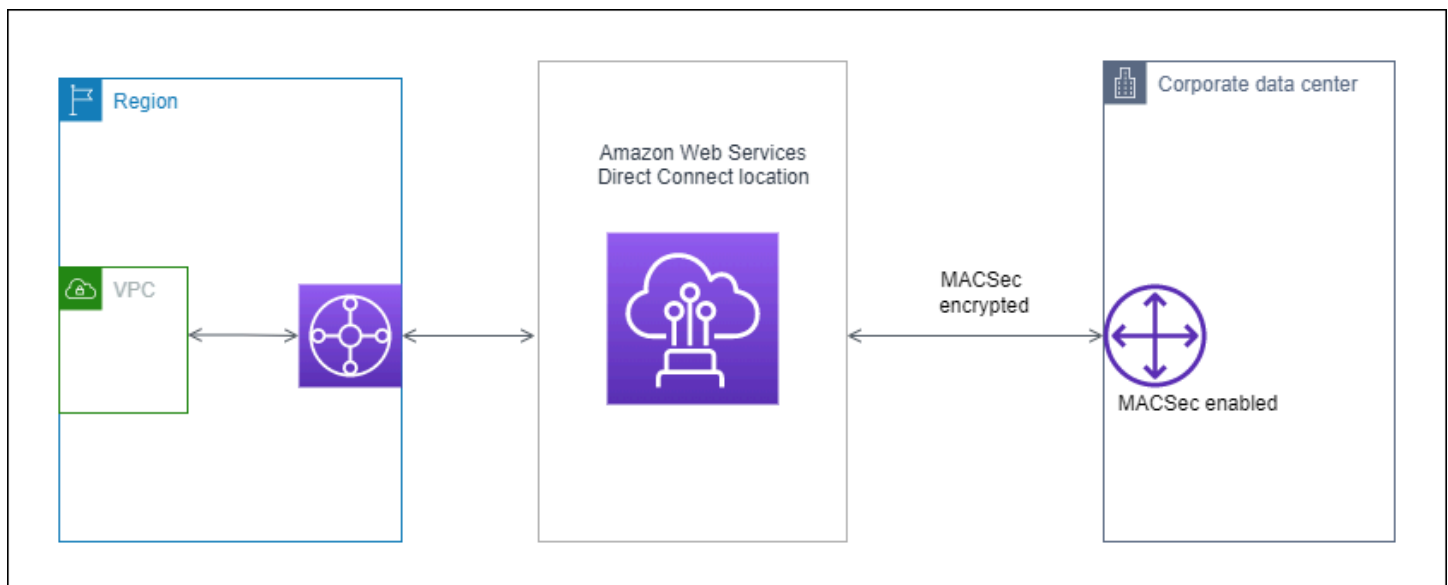 Region
VPC
Amazon Web Services
Direct Connect location
MACSec
encrypted
Corporate data center
MACSec enabled